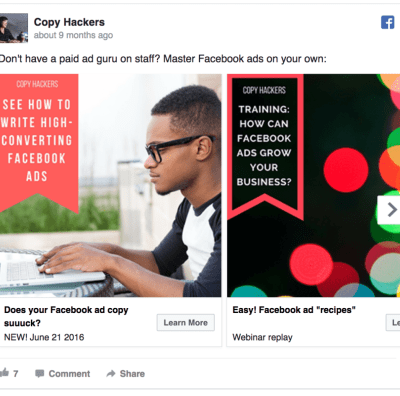 Copy Hackers
about 9 months ago
Don't have a paid ad guru on staff? Master Facebook ads on your own:
COPY HACKERS
SEE HOW TO
WRITE HIGH-
CONVERTING
FACEBOOK
ADS
COPY HACKERS
TRAINING:
HOW CAN
FACEBOOK
ADS GROW
YOUR
BUSINESS?
Does your Facebook ad copy
suuuck?
Learn More
NEW! June 21 2016
Easy! Facebook ad "recipes"
Le
Webinar replay
7 Comment Share